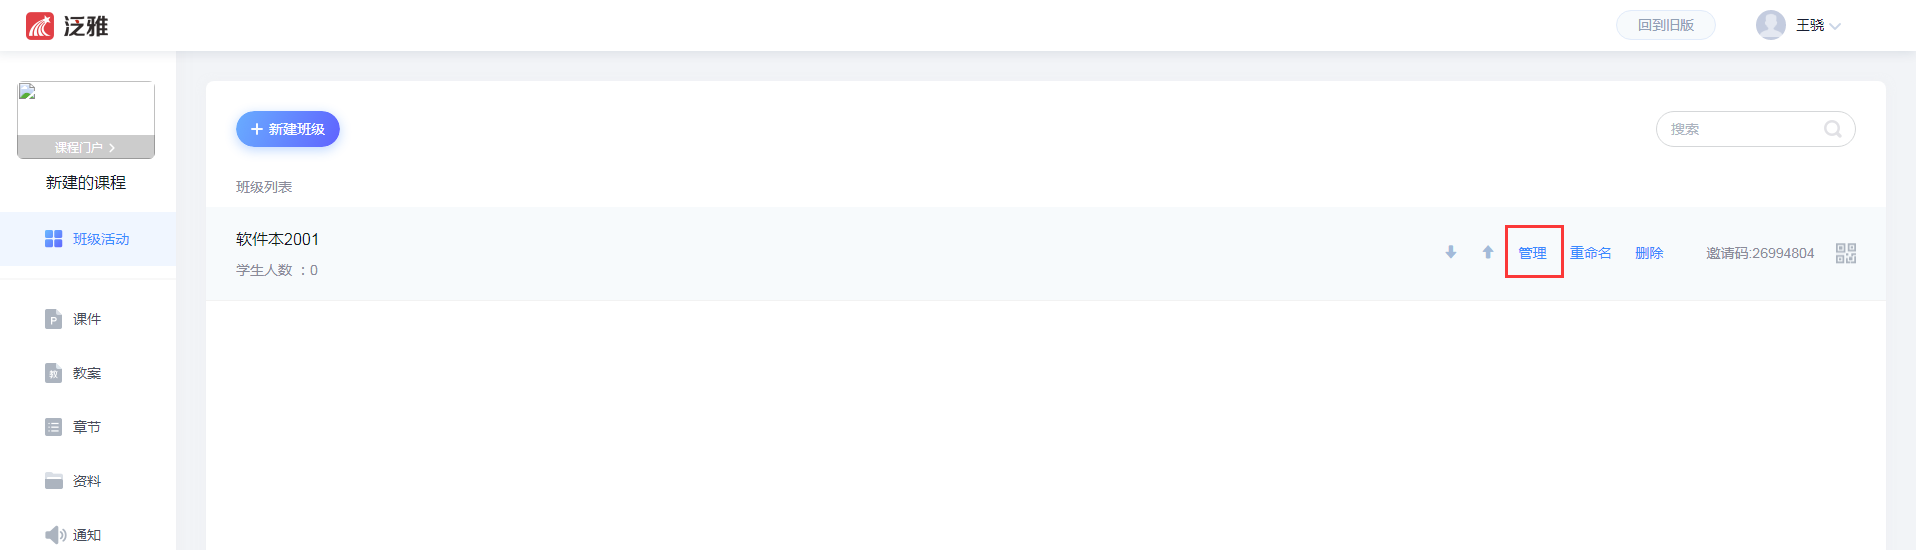 泛雅
回到旧版
王骁
课程门户
新建的课程
班级活动
课件
教案
章节
资料
通知
+ 新建班级
搜索
班级列表
软件本2001
学生人数 ：0
管理
重命名
删除
邀请码:26994804